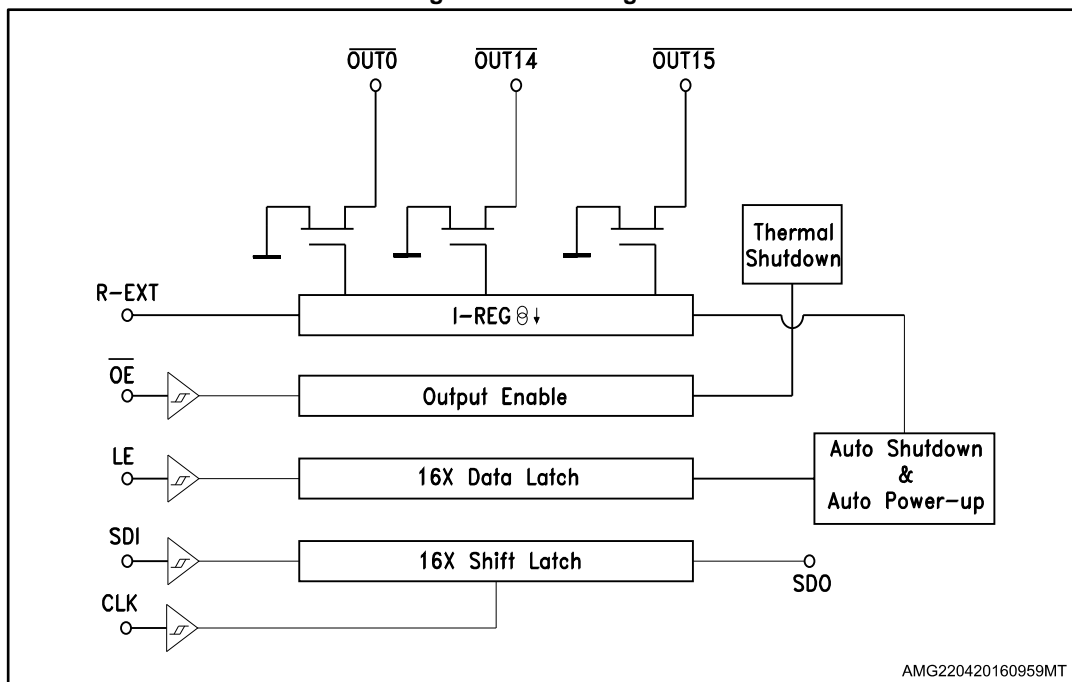 OUT0
OUT14
OUT15
Thermal
Shutdown
R-EXT
I-REG
OE
Output Enable
LE
16X Data Latch
Auto Shutdown
&
Auto Power-up
SDI
16X Shift Latch
SDO
CLK
AMG220420160959MT